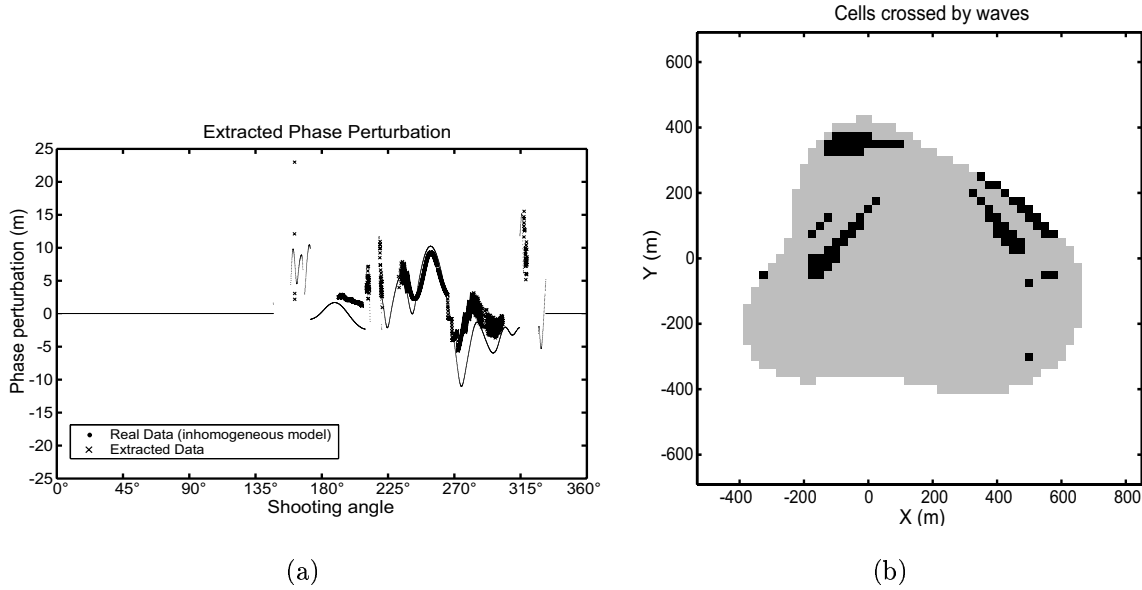 Extracted Phase Perturbation
Phase perturbation (m)
25
20
15
10
5
0
-5
-10
-15
-20
-25
Real Data (inhomogeneous model)
Extracted Data
0° 45° 90° 135° 180° 225° 270° 315° 360°
Shooting angle
(a)
Cells crossed by waves
Y (m)
600
400
200
0
-200
-400
-600
-400 -200 0 200 400 600 800
X (m)
(b)